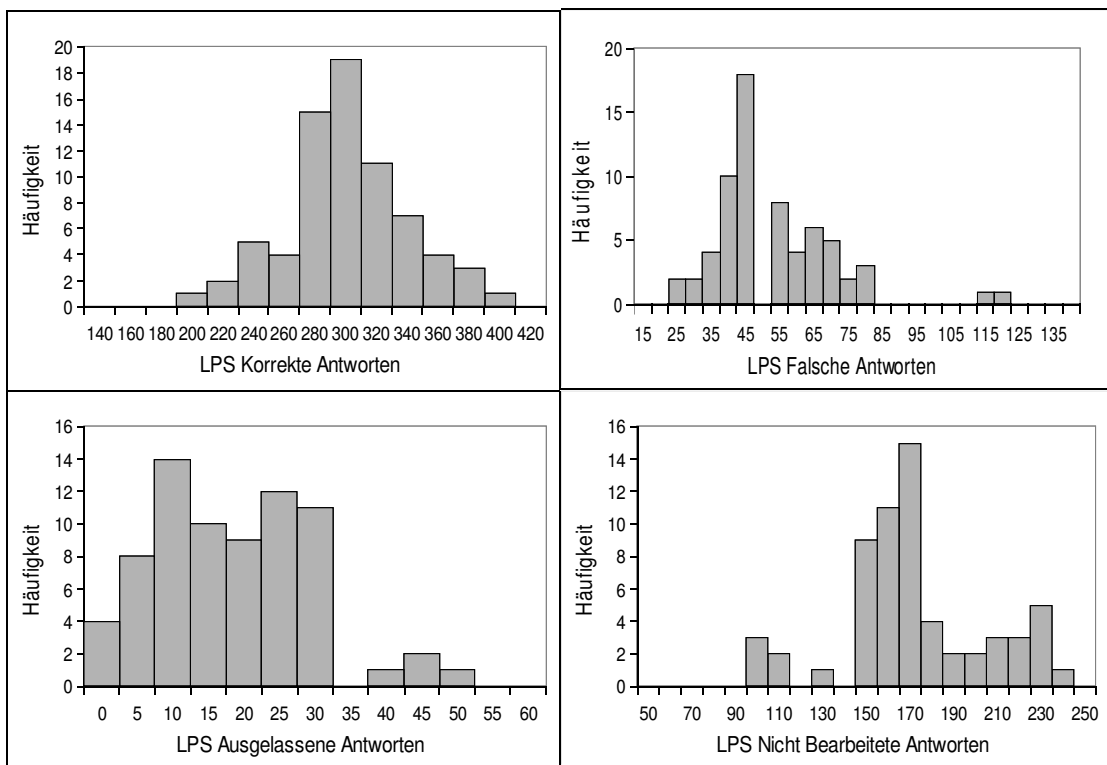 Häufigkeit
20
18
16
14
12
10
8
6
4
2
0
140 160 180 200 220 240 260 280 300 320 340 360 380 400 420
LPS Korrekte Antworten
Häufigkeit
20
15
10
5
0
15 25 35 45 55 65 75 85 95 105 115 125 135
LPS Falsche Antworten
Häufigkeit
16
14
12
10
8
6
4
2
0
0 5 10 15 20 25 30 35 40 45 50 55 60
LPS Ausgelassene Antworten
Häufigkeit
16
14
12
10
8
6
4
2
0
50 70 90 110 130 150 170 190 210 230 250
LPS Nicht Bearbeitete Antworten